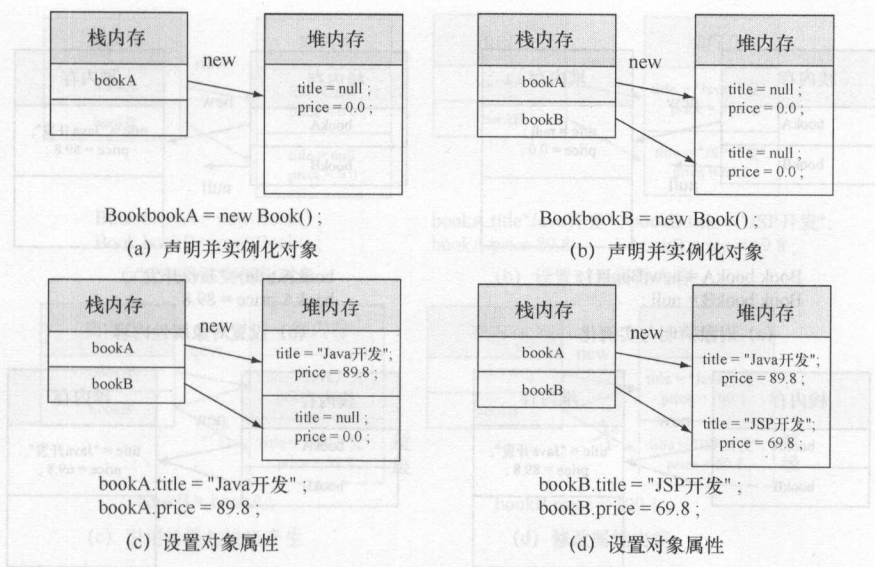 栈内存
堆内存
new
bookA
title = null ;
price = 0.0 ;
BookbookA = new Book() ;
(a) 声明并实例化对象
栈内存
堆内存
new
bookA
bookB
title = null ;
price = 0.0 ;
title = null ;
price = 0.0 ;
BookbookB = new Book() ;
(b) 声明并实例化对象
栈内存
堆内存
new
bookA
bookB
title = "Java开发";
price = 89.8 ;
title = null ;
price = 0.0 ;
bookA.title = "Java开发" ;
bookA.price = 89.8 ;
(c) 设置对象属性
栈内存
堆内存
new
bookA
bookB
title = "Java开发";
price = 89.8 ;
title = "JSP开发";
price = 69.8 ;
bookB.title = "JSP开发" ;
bookB.price = 69.8 ;
(d) 设置对象属性